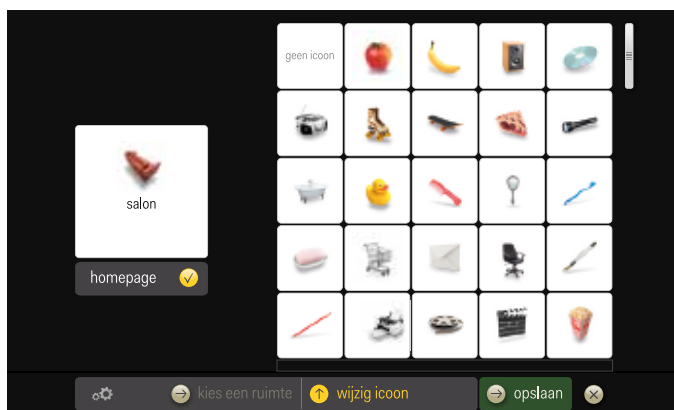 geen icoon
salon
homepage
kies een ruimte
wijzig icoon
opslaan